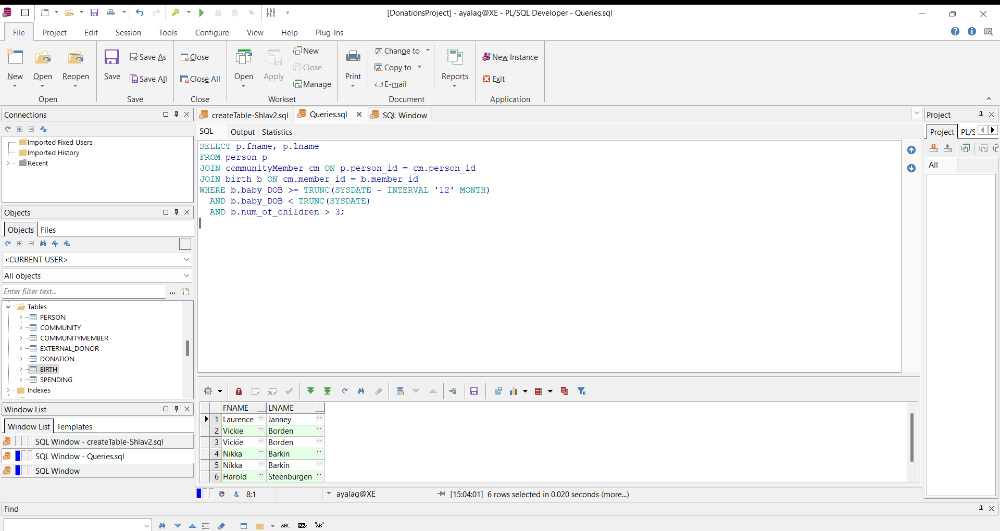 [DonationsProject] - ayalag@XE - PL/SQL Developer - Queries.sql
File Project Edit Session Tools Configure View Help Plug-Ins
New Open Reopen
Open
Save Save As Save All
Save
Close Close All
Close
Open Apply New Close Manage
Workset
Print Change to Copy to E-mail
Document
Reports
New Instance Exit
Application
Connections
Imported Fixed Users
Imported History
Recent
Objects
Objects Files
<CURRENT USER>
All objects
Enter filter text...
...
Tables
PERSON
COMMUNITY
COMMUNITYMEMBER
EXTERNAL_DONOR
DONATION
BIRTH
SPENDING
Indexes
Window List
Window List Templates
SQL Window - createTable-Shlav2.sql
SQL Window - Queries.sql
SQL Window
createTable-Shlav2.sql Queries.sql SQL Window
SQL Output Statistics
SELECT p.fname, p.lname
FROM person p
JOIN communityMember cm ON p.person_id = cm.person_id
JOIN birth b ON cm.member_id = b.member_id
WHERE b.baby_DOB >= TRUNC(SYSDATE - INTERVAL '12' MONTH)
AND b.baby_DOB < TRUNC(SYSDATE)
AND b.num_of_children > 3;
FNAME LNAME
1 Laurence ... Janney ...
2 Vickie ... Borden ...
3 Vickie ... Borden ...
4 Nikka ... Barkin ...
5 Nikka ... Barkin ...
6 Harold ... Steenburgen ...
& 8:1 ayalag@XE [15:04:01] 6 rows selected in 0.020 seconds (more...)
Project
Project PL/S
All
Find
ABC AB "AB"